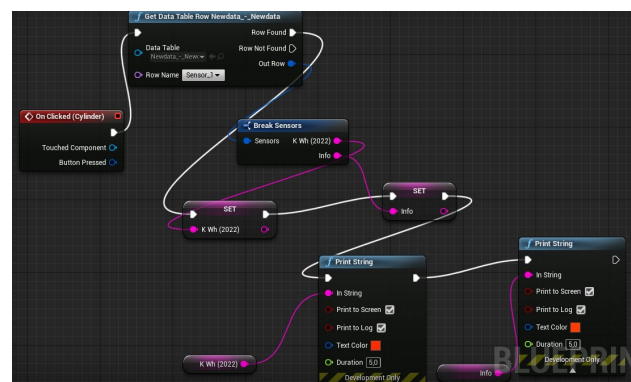 Get Data Table Row Newdata_-_Newdata
Row Found
Data Table
Newdata_-_New
Row Not Found
Out Row
Row Name Sensor_1
On Clicked (Cylinder)
Touched Component
Button Pressed
Break Sensors
Sensors K Wh (2022)
Info
SET
K Wh (2022)
SET
Info
Print String
In String
Print to Screen
Print to Log
Text Color
Duration 5,0
Development Only
Print String
In String
Print to Screen
Print to Log
Text Color
Duration 5,0
Development Only
K Wh (2022)
Info
BLUEPRIN